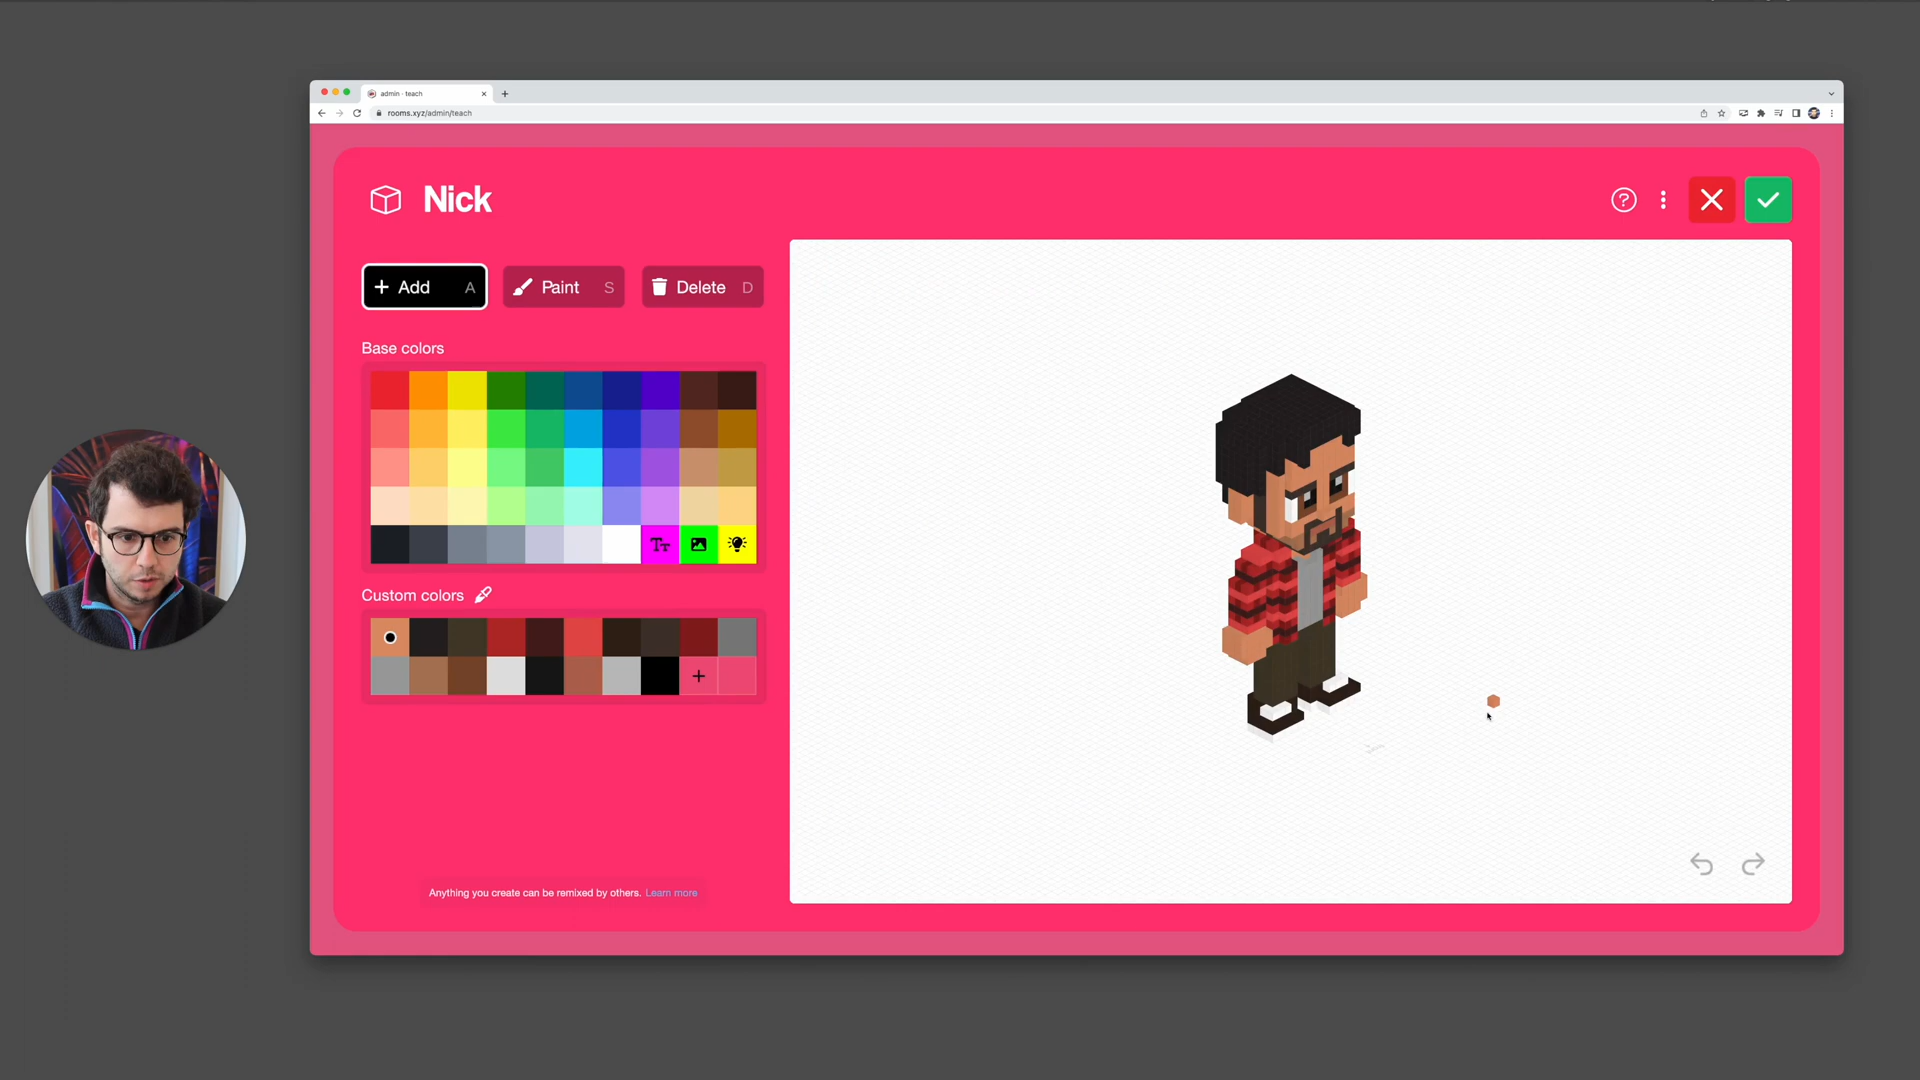 admin - teach
rooms.xyz/admin/teach
Nick
Add A
Paint S
Delete D
Base colors
Custom colors
Anything you create can be remixed by others. Learn more